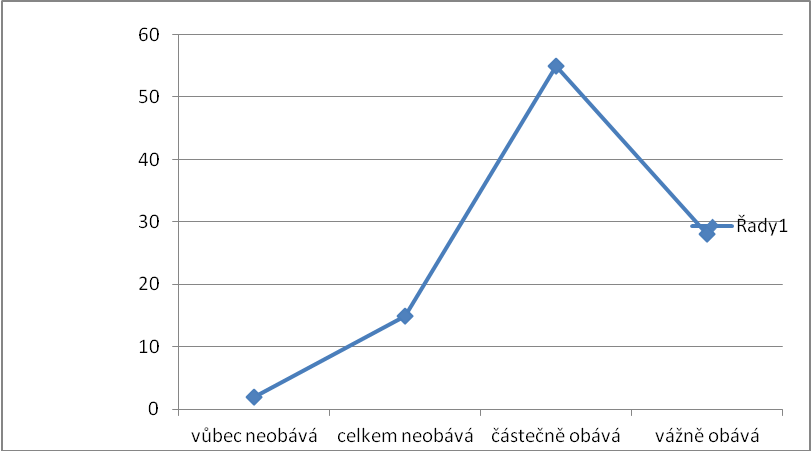 60
50
40
30
20
10
0
Řady1
vůbec neobává
celkem neobává
částečně obává
vážně obává